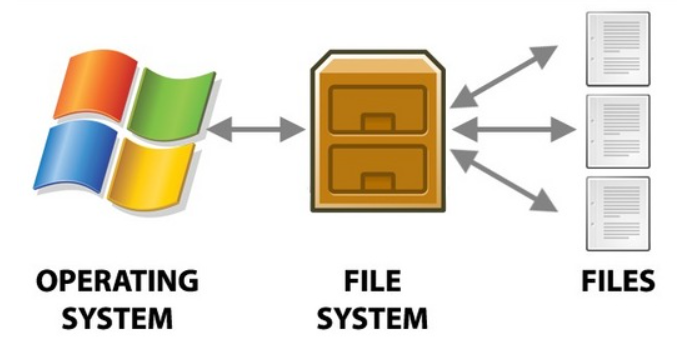 OPERATING
SYSTEM
FILE
SYSTEM
FILES